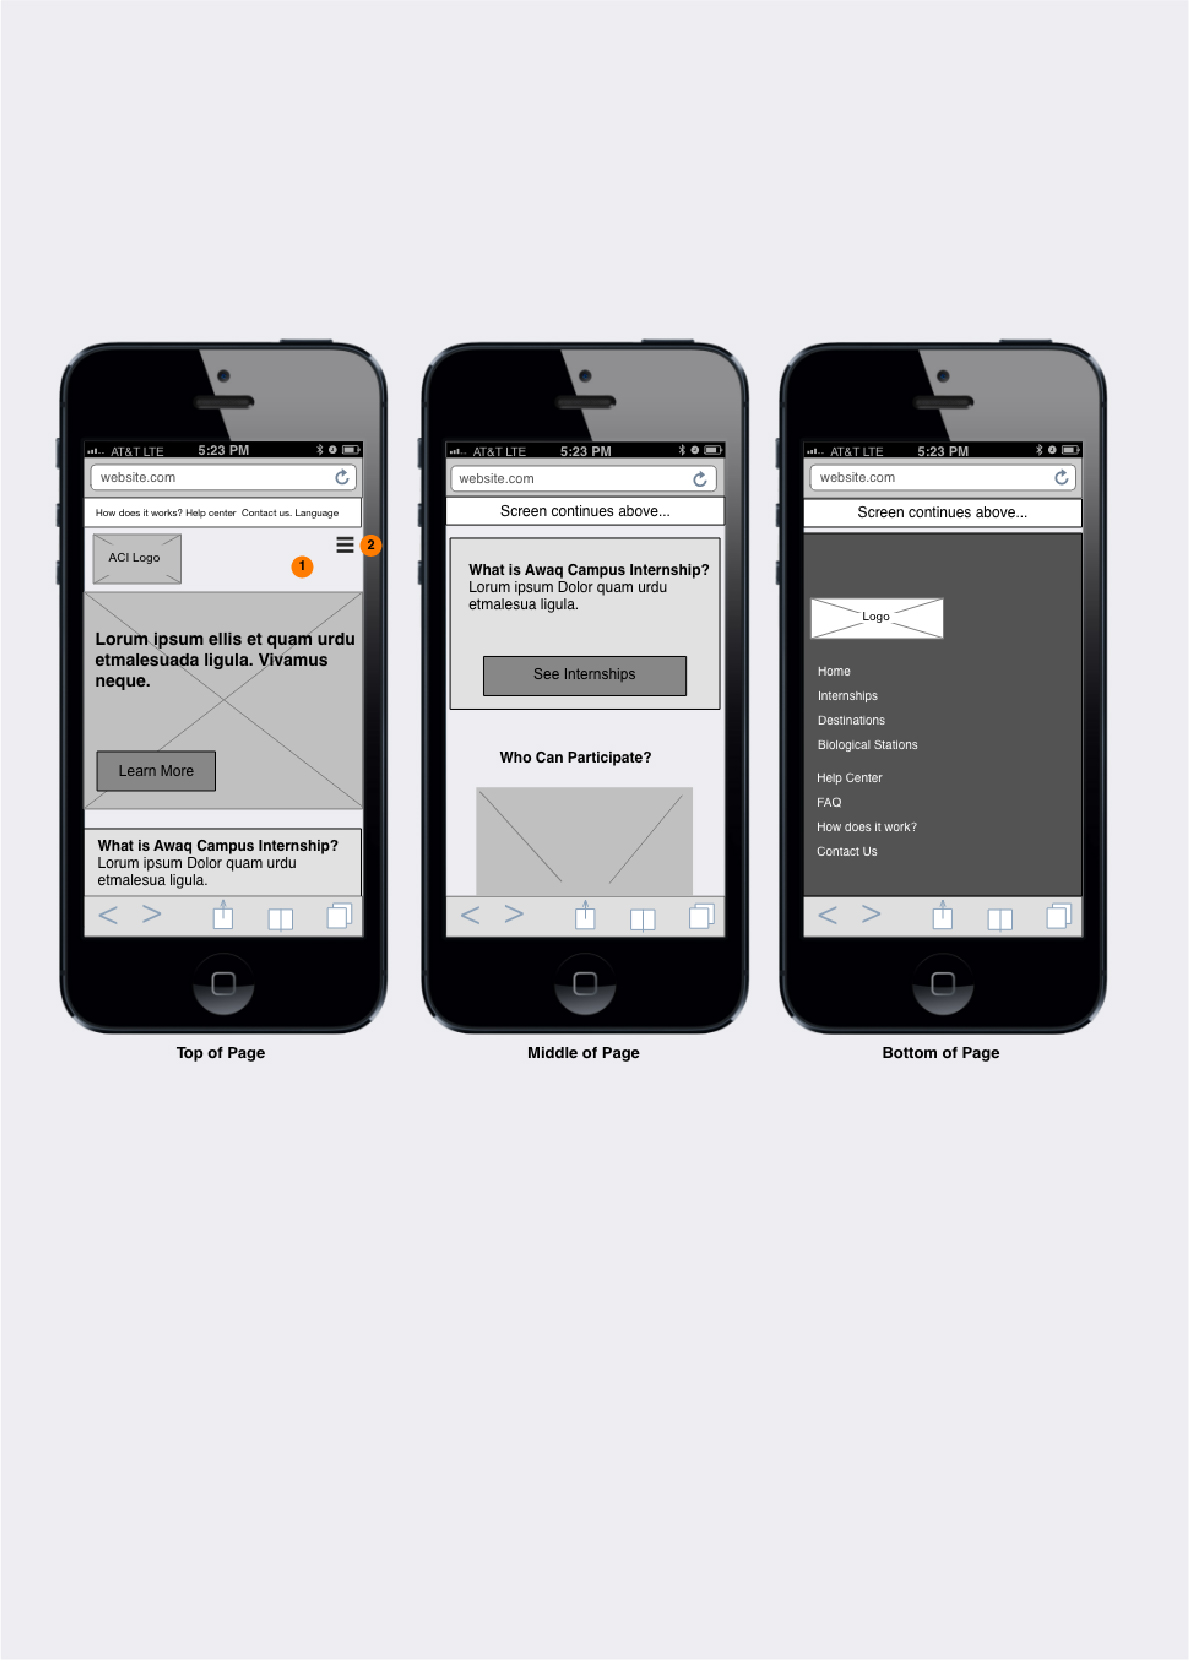 AT&T LTE 5:23 PM
website.com
How does it works? Help center Contact us. Language
ACI Logo
2
1
Lorum ipsum ellis et quam urdu
etmalesuada ligula. Vivamus
neque.
Learn More
What is Awaq Campus Internship?
Lorum ipsum Dolor quam urdu
etmalesua ligula.
Top of Page
AT&T LTE 5:23 PM
website.com
Screen continues above...
What is Awaq Campus Internship?
Lorum ipsum Dolor quam urdu
etmalesua ligula.
See Internships
Who Can Participate?
Middle of Page
AT&T LTE 5:23 PM
website.com
Screen continues above...
Logo
Home
Internships
Destinations
Biological Stations
Help Center
FAQ
How does it work?
Contact Us
Bottom of Page